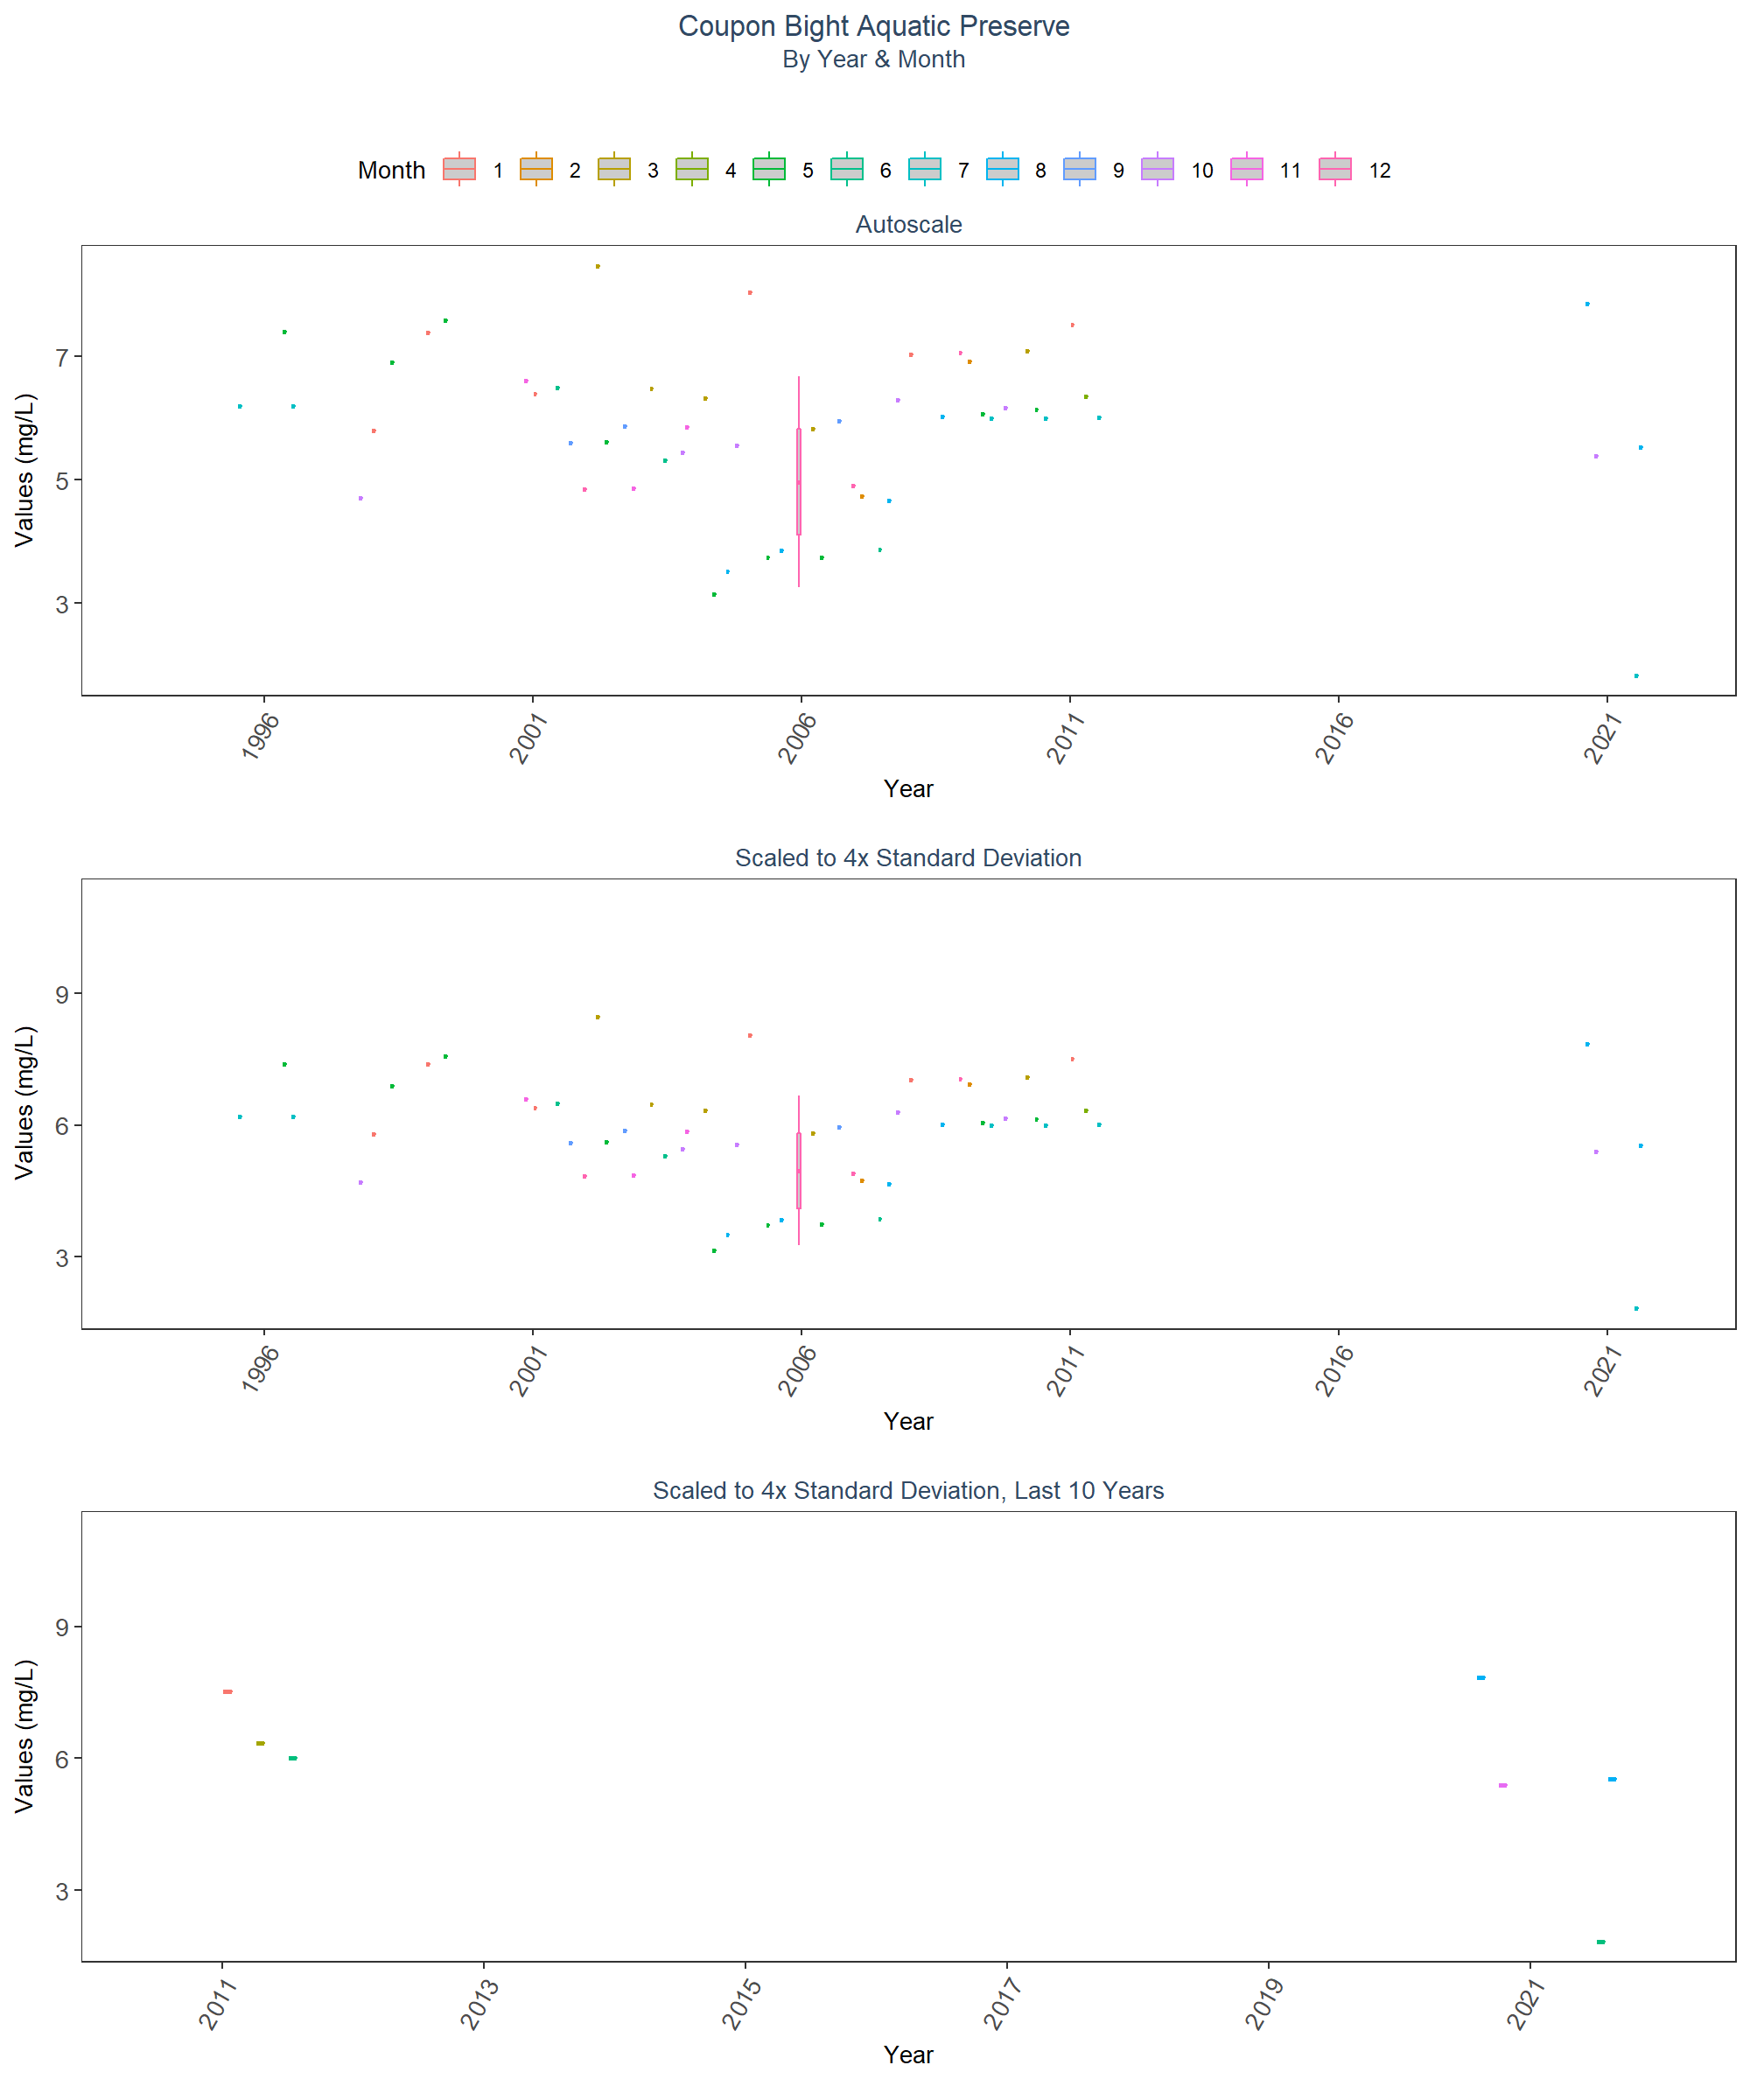 Coupon Bight Aquatic Preserve
By Year & Month
Month 1 2 3 4 5 6 7 8 9 10 11 12
Autoscale
Values (mg/L)
7
5
3
1996 2001 2006 2011 2016 2021
Year
Scaled to 4x Standard Deviation
Values (mg/L)
9
6
3
1996 2001 2006 2011 2016 2021
Year
Scaled to 4x Standard Deviation, Last 10 Years
Values (mg/L)
9
6
3
2011 2013 2015 2017 2019 2021
Year